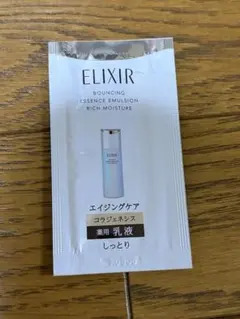 ELIXIR
BOUNCING
ESSENCE EMULSION
RICH MOISTURE
ELIXIR
エイジングケア
コラジェネシス
薬用 乳液
しっとり